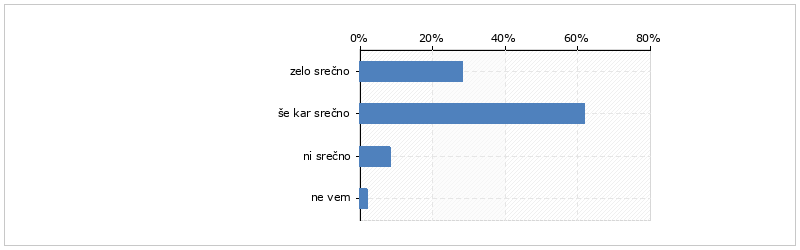 0% 20% 40% 60% 80%
zelo srečno
še kar srečno
ni srečno
ne vem